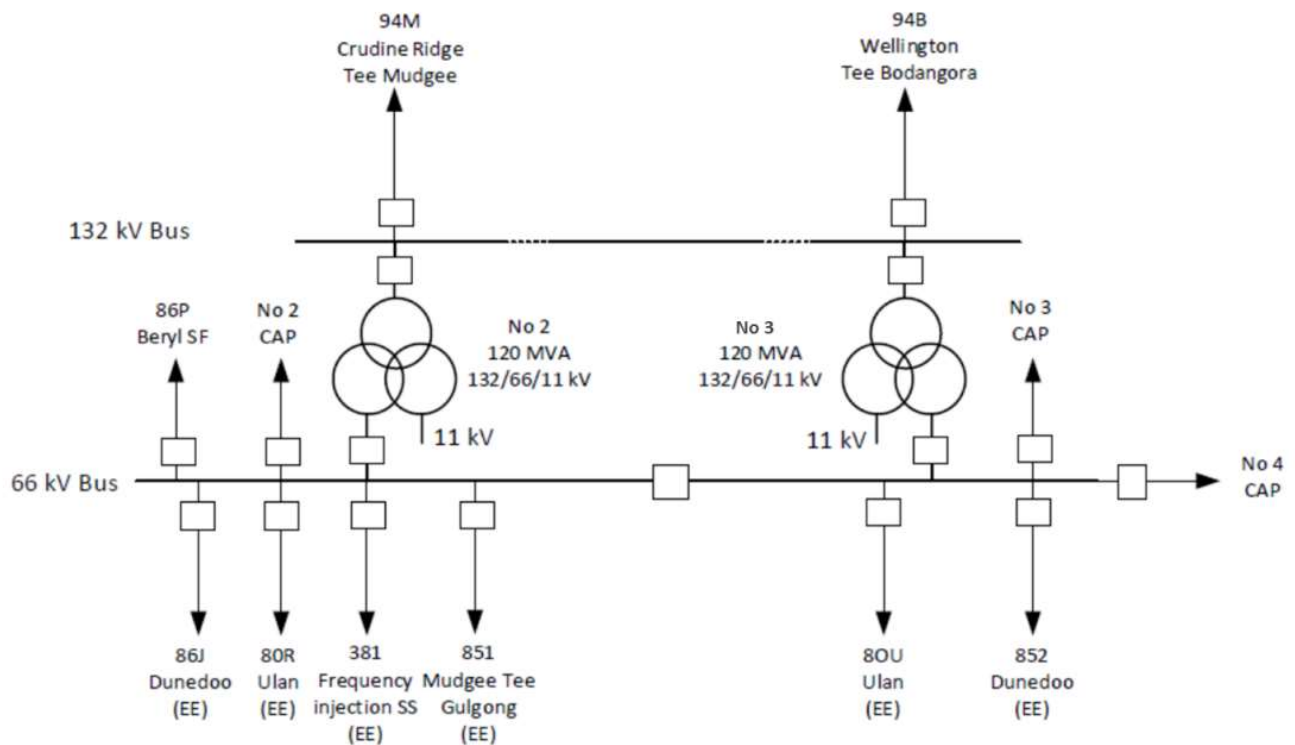 94M
Crudine Ridge
Tee Mudgee
94B
Wellington
Tee Bodangora
132 kV Bus
86P
Beryl SF
No 2
CAP
No 2
120 MVA
132/66/11 kV
No 3
120 MVA
132/66/11 kV
No 3
CAP
11 kV
11 kV
66 kV Bus
No 4
CAP
86J
Dunedoo
(EE)
80R
Ulan
(EE)
381
Frequency
injection SS
(EE)
851
Mudgee Tee
Gulgong
(EE)
8OU
Ulan
(EE)
852
Dunedoo
(EE)